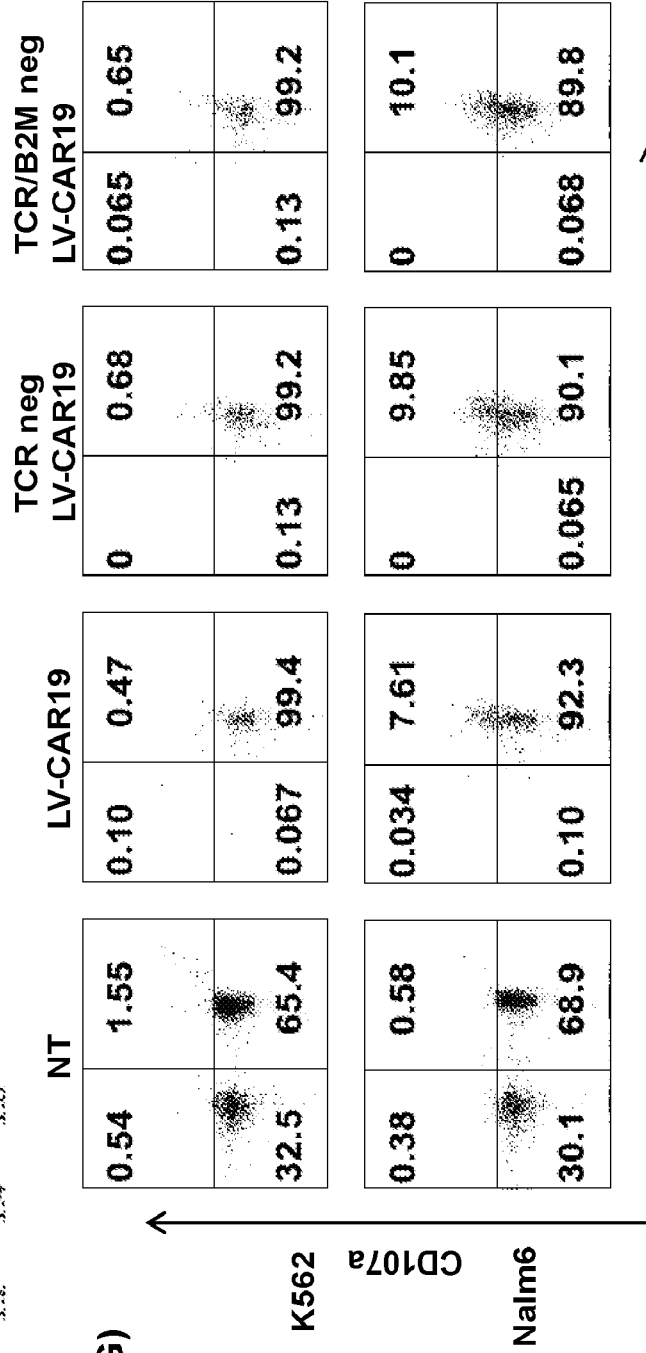 G)
NT
LV-CAR19
TCR neg
LV-CAR19
TCR/B2M neg
LV-CAR19
K562
0.54 1.55
32.5 65.4
0.10 0.47
0.067 99.4
0 0.68
0.13 99.2
0.065 0.65
0.13 99.2
CD107a
Nalm6
0.38 0.58
30.1 68.9
0.034 7.61
0.10 92.3
0 9.85
0.065 90.1
0 10.1
0.068 89.8